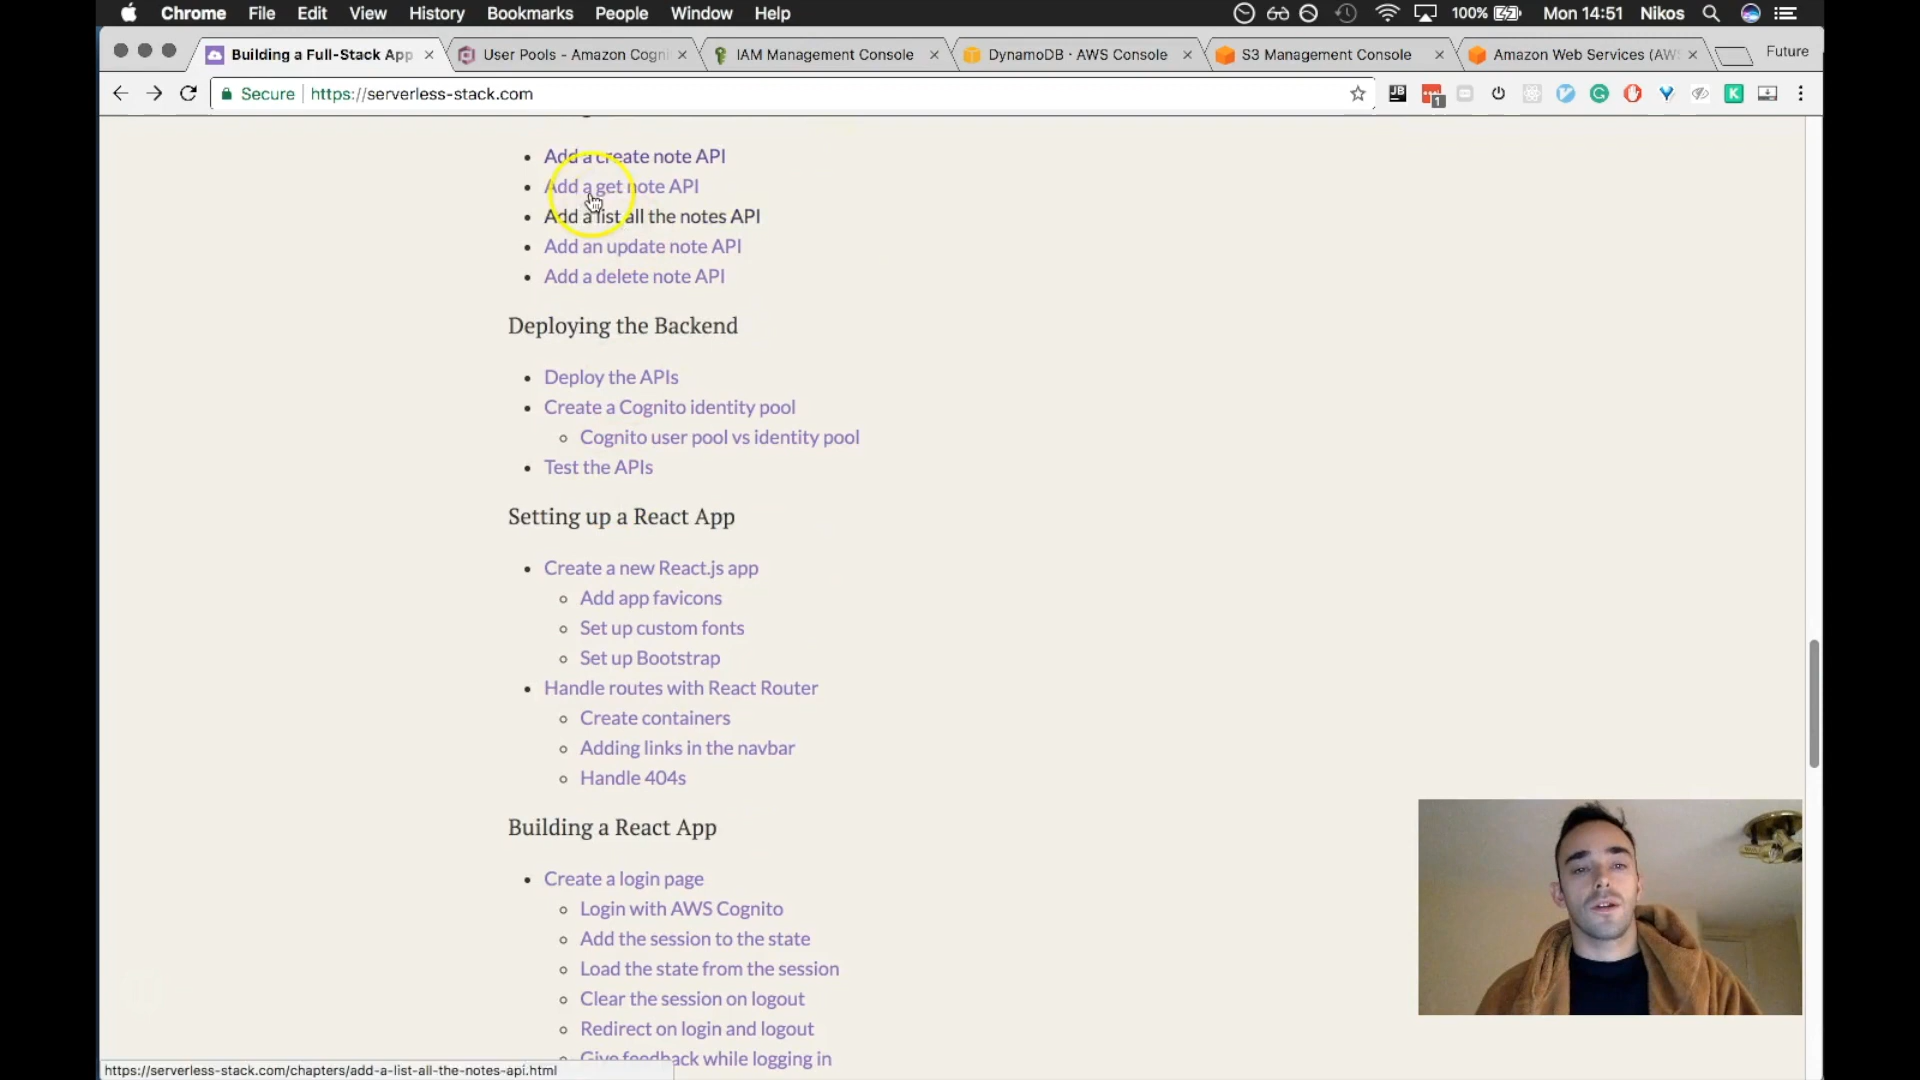 Chrome File Edit View History Bookmarks People Window Help 100% Mon 14:51 Nikos
Building a Full-Stack App User Pools - Amazon Cogni IAM Management Console DynamoDB · AWS Console S3 Management Console Amazon Web Services (AWS Future
Secure https://serverless-stack.com JB 1 K
Add a create note API
Add a get note API
Add a list all the notes API
Add an update note API
Add a delete note API
Deploying the Backend
Deploy the APIs
Create a Cognito identity pool
Cognito user pool vs identity pool
Test the APIs
Setting up a React App
Create a new React.js app
Add app favicons
Set up custom fonts
Set up Bootstrap
Handle routes with React Router
Create containers
Adding links in the navbar
Handle 404s
Building a React App
Create a login page
Login with AWS Cognito
Add the session to the state
Load the state from the session
Clear the session on logout
Redirect on login and logout
Give feedback while logging in
https://serverless-stack.com/chapters/add-a-list-all-the-notes-api.html